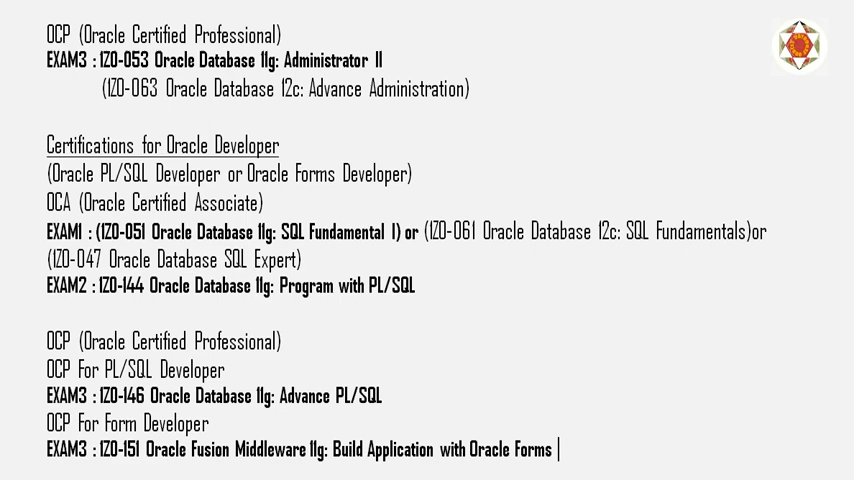 OCP (Oracle Certified Professional)
EXAM3 : 1Z0-053 Oracle Database 11g: Administrator II
(1Z0-063 Oracle Database 12c: Advance Administration)
Certifications for Oracle Developer
(Oracle PL/SQL Developer or Oracle Forms Developer)
OCA (Oracle Certified Associate)
EXAM1 : (1Z0-051 Oracle Database 11g: SQL Fundamental I) or (1Z0-061 Oracle Database 12c: SQL Fundamentals)or
(1Z0-047 Oracle Database SQL Expert)
EXAM2 : 1Z0-144 Oracle Database 11g: Program with PL/SQL
OCP (Oracle Certified Professional)
OCP For PL/SQL Developer
EXAM3 : 1Z0-146 Oracle Database 11g: Advance PL/SQL
OCP For Form Developer
EXAM3 : 1Z0-151 Oracle Fusion Middleware 11g: Build Application with Oracle Forms